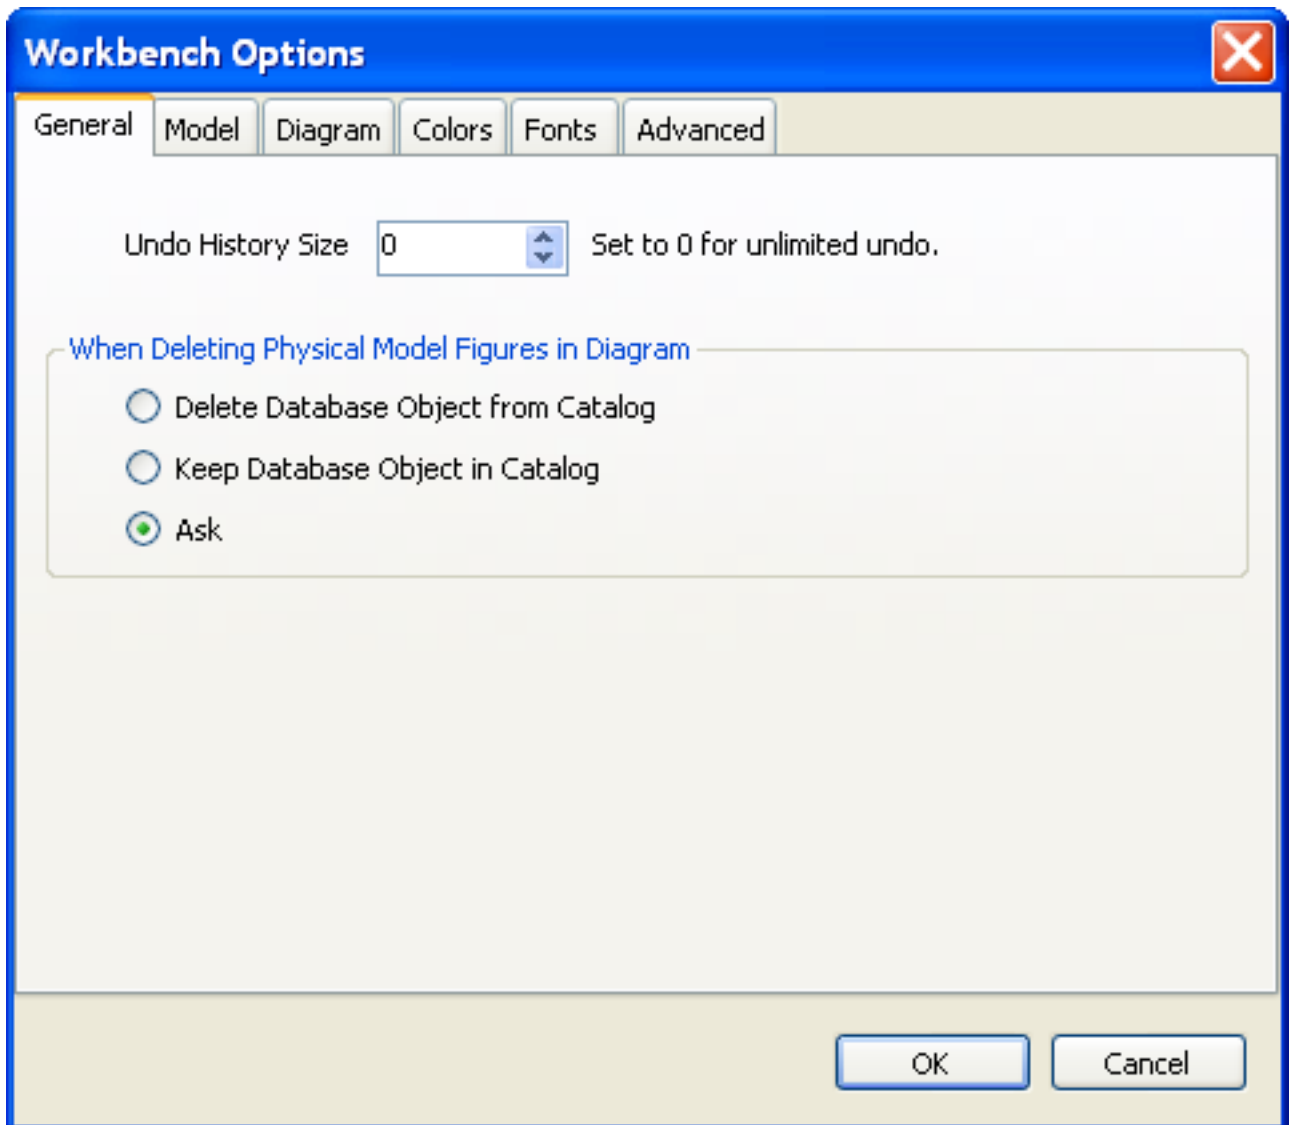 Workbench Options
General Model Diagram Colors Fonts Advanced
Undo History Size 0 Set to 0 for unlimited undo.
When Deleting Physical Model Figures in Diagram
Delete Database Object from Catalog
Keep Database Object in Catalog
Ask
OK Cancel